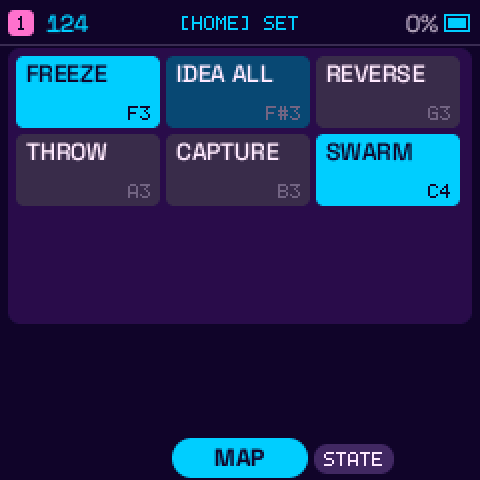 1 124 [HOME] SET 0%
FREEZE IDEA ALL REVERSE
F3 F#3 G3
THROW CAPTURE SWARM
A3 B3 C4
MAP STATE